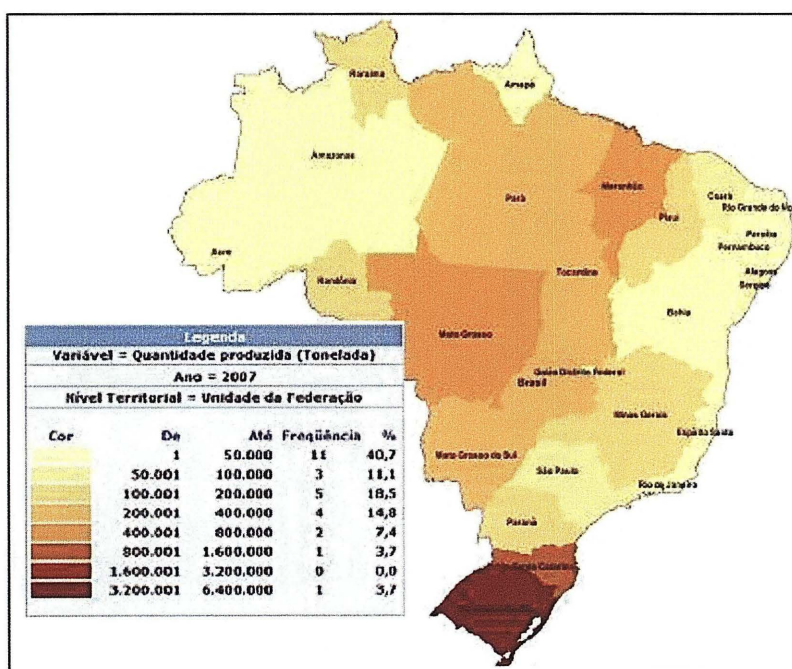 Roraima
Amapá
Amazonas
Pará
Maranhão
Ceará
Rio Grande do No
Piauí
Paraíba
Pernambuco
Acre
Alagoas
Sergipe
Rondônia
Tocantins
Bahia
Mato Grosso
Goiás Distrito Federal
Brasil
Minas Gerais
Espírito Santo
Mato Grosso do Sul
São Paulo
Rio de Janeiro
Paraná
Santa Catarina
Legenda
Variável = Quantidade produzida (Tonelada)
Ano = 2007
Nível Territorial = Unidade da Federação
Cor De Até Freqüência %
1 50.000 11 40,7
50.001 100.000 3 11,1
100.001 200.000 5 18,5
200.001 400.000 4 14,8
400.001 800.000 2 7,4
800.001 1.600.000 1 3,7
1.600.001 3.200.000 0 0,0
3.200.001 6.400.000 1 3,7